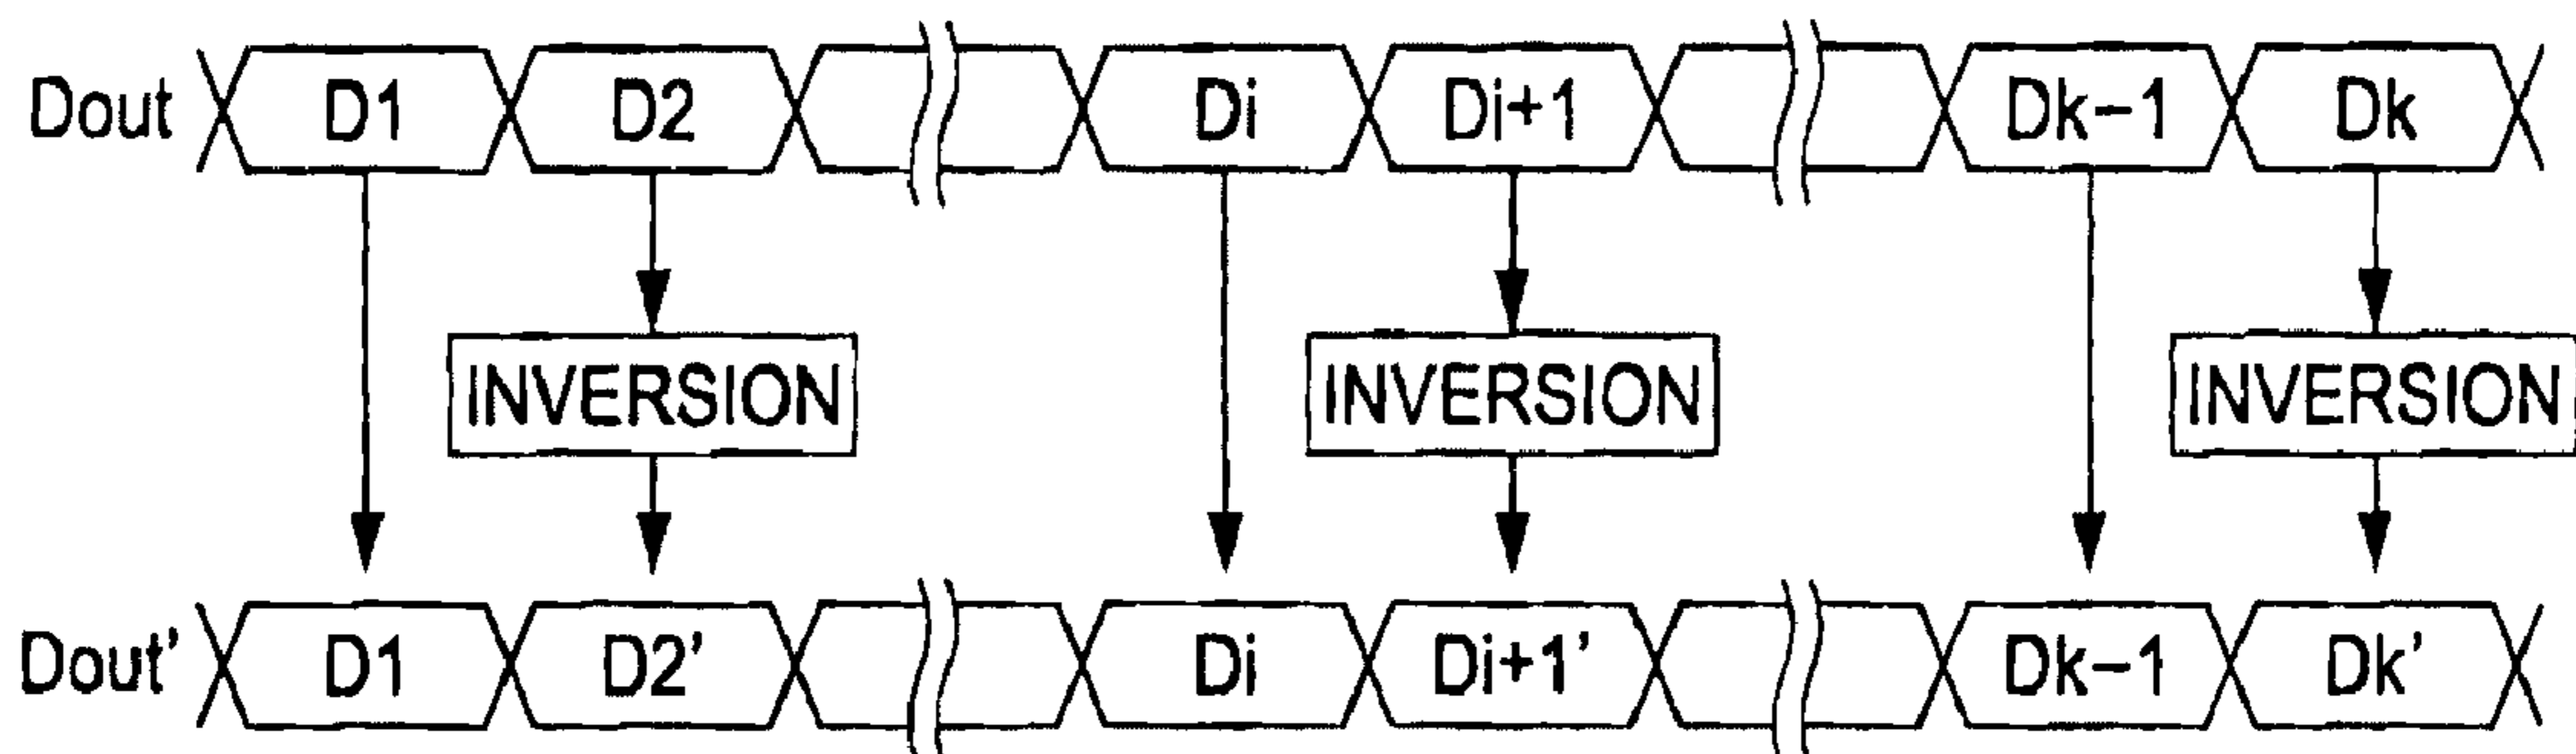 Dout D1 D2 Di Di+1 Dk−1 Dk
INVERSION INVERSION INVERSION
Dout' D1 D2' Di Di+1' Dk−1 Dk'